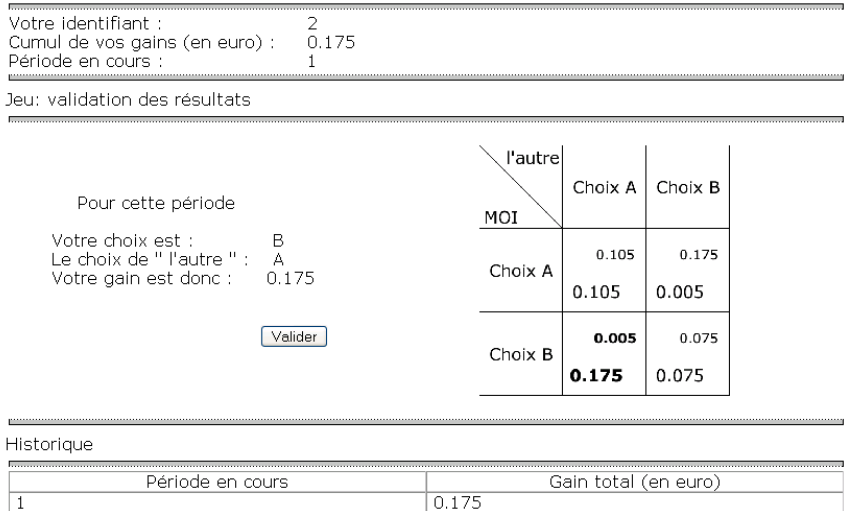 Votre identifiant : 2
Cumul de vos gains (en euro) : 0.175
Période en cours : 1
Jeu: validation des résultats
Pour cette période
Votre choix est : B
Le choix de " l'autre " : A
Votre gain est donc : 0.175
Valider
l'autre
MOI
Choix A Choix B
Choix A
0.105 0.175
0.105 0.005
Choix B
0.005 0.075
0.175 0.075
Historique
Période en cours Gain total (en euro)
1 0.175